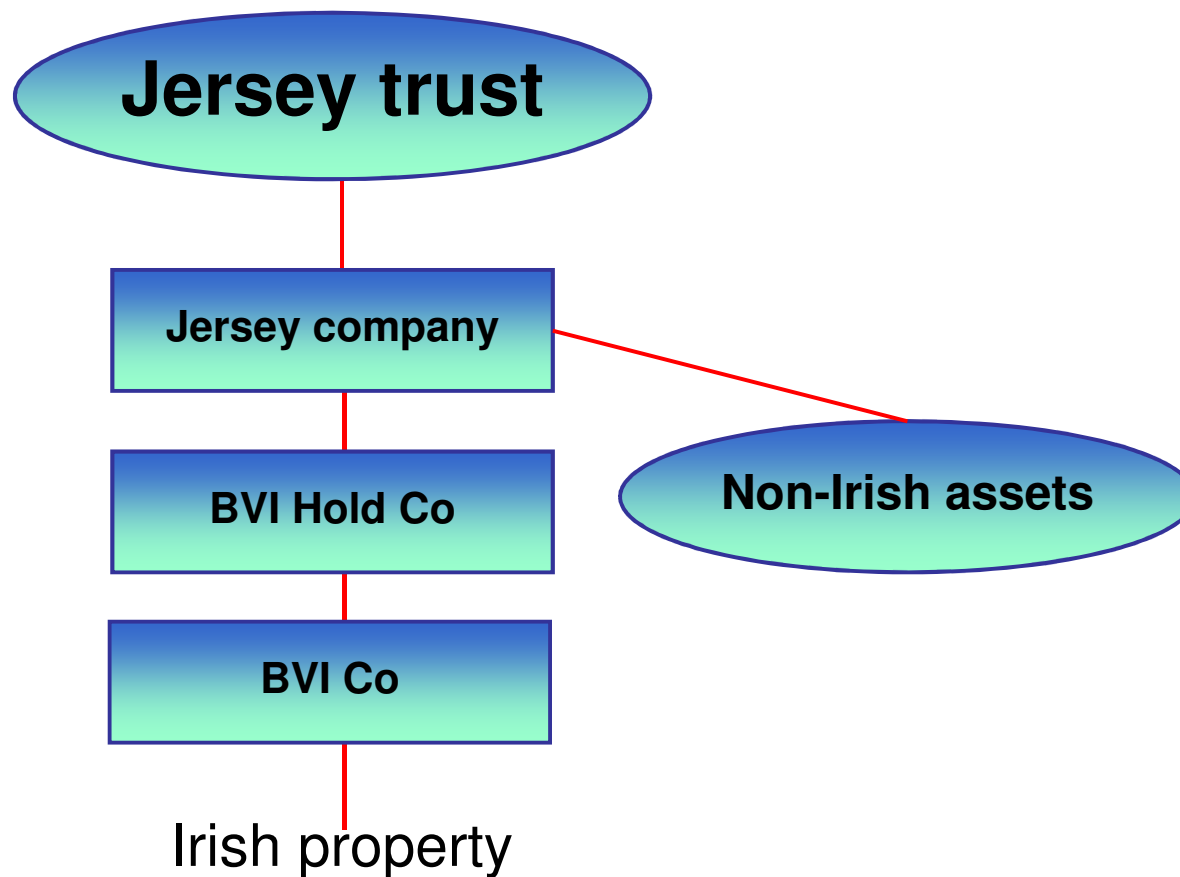 Jersey trust
Jersey company
Non-Irish assets
BVI Hold Co
BVI Co
Irish property